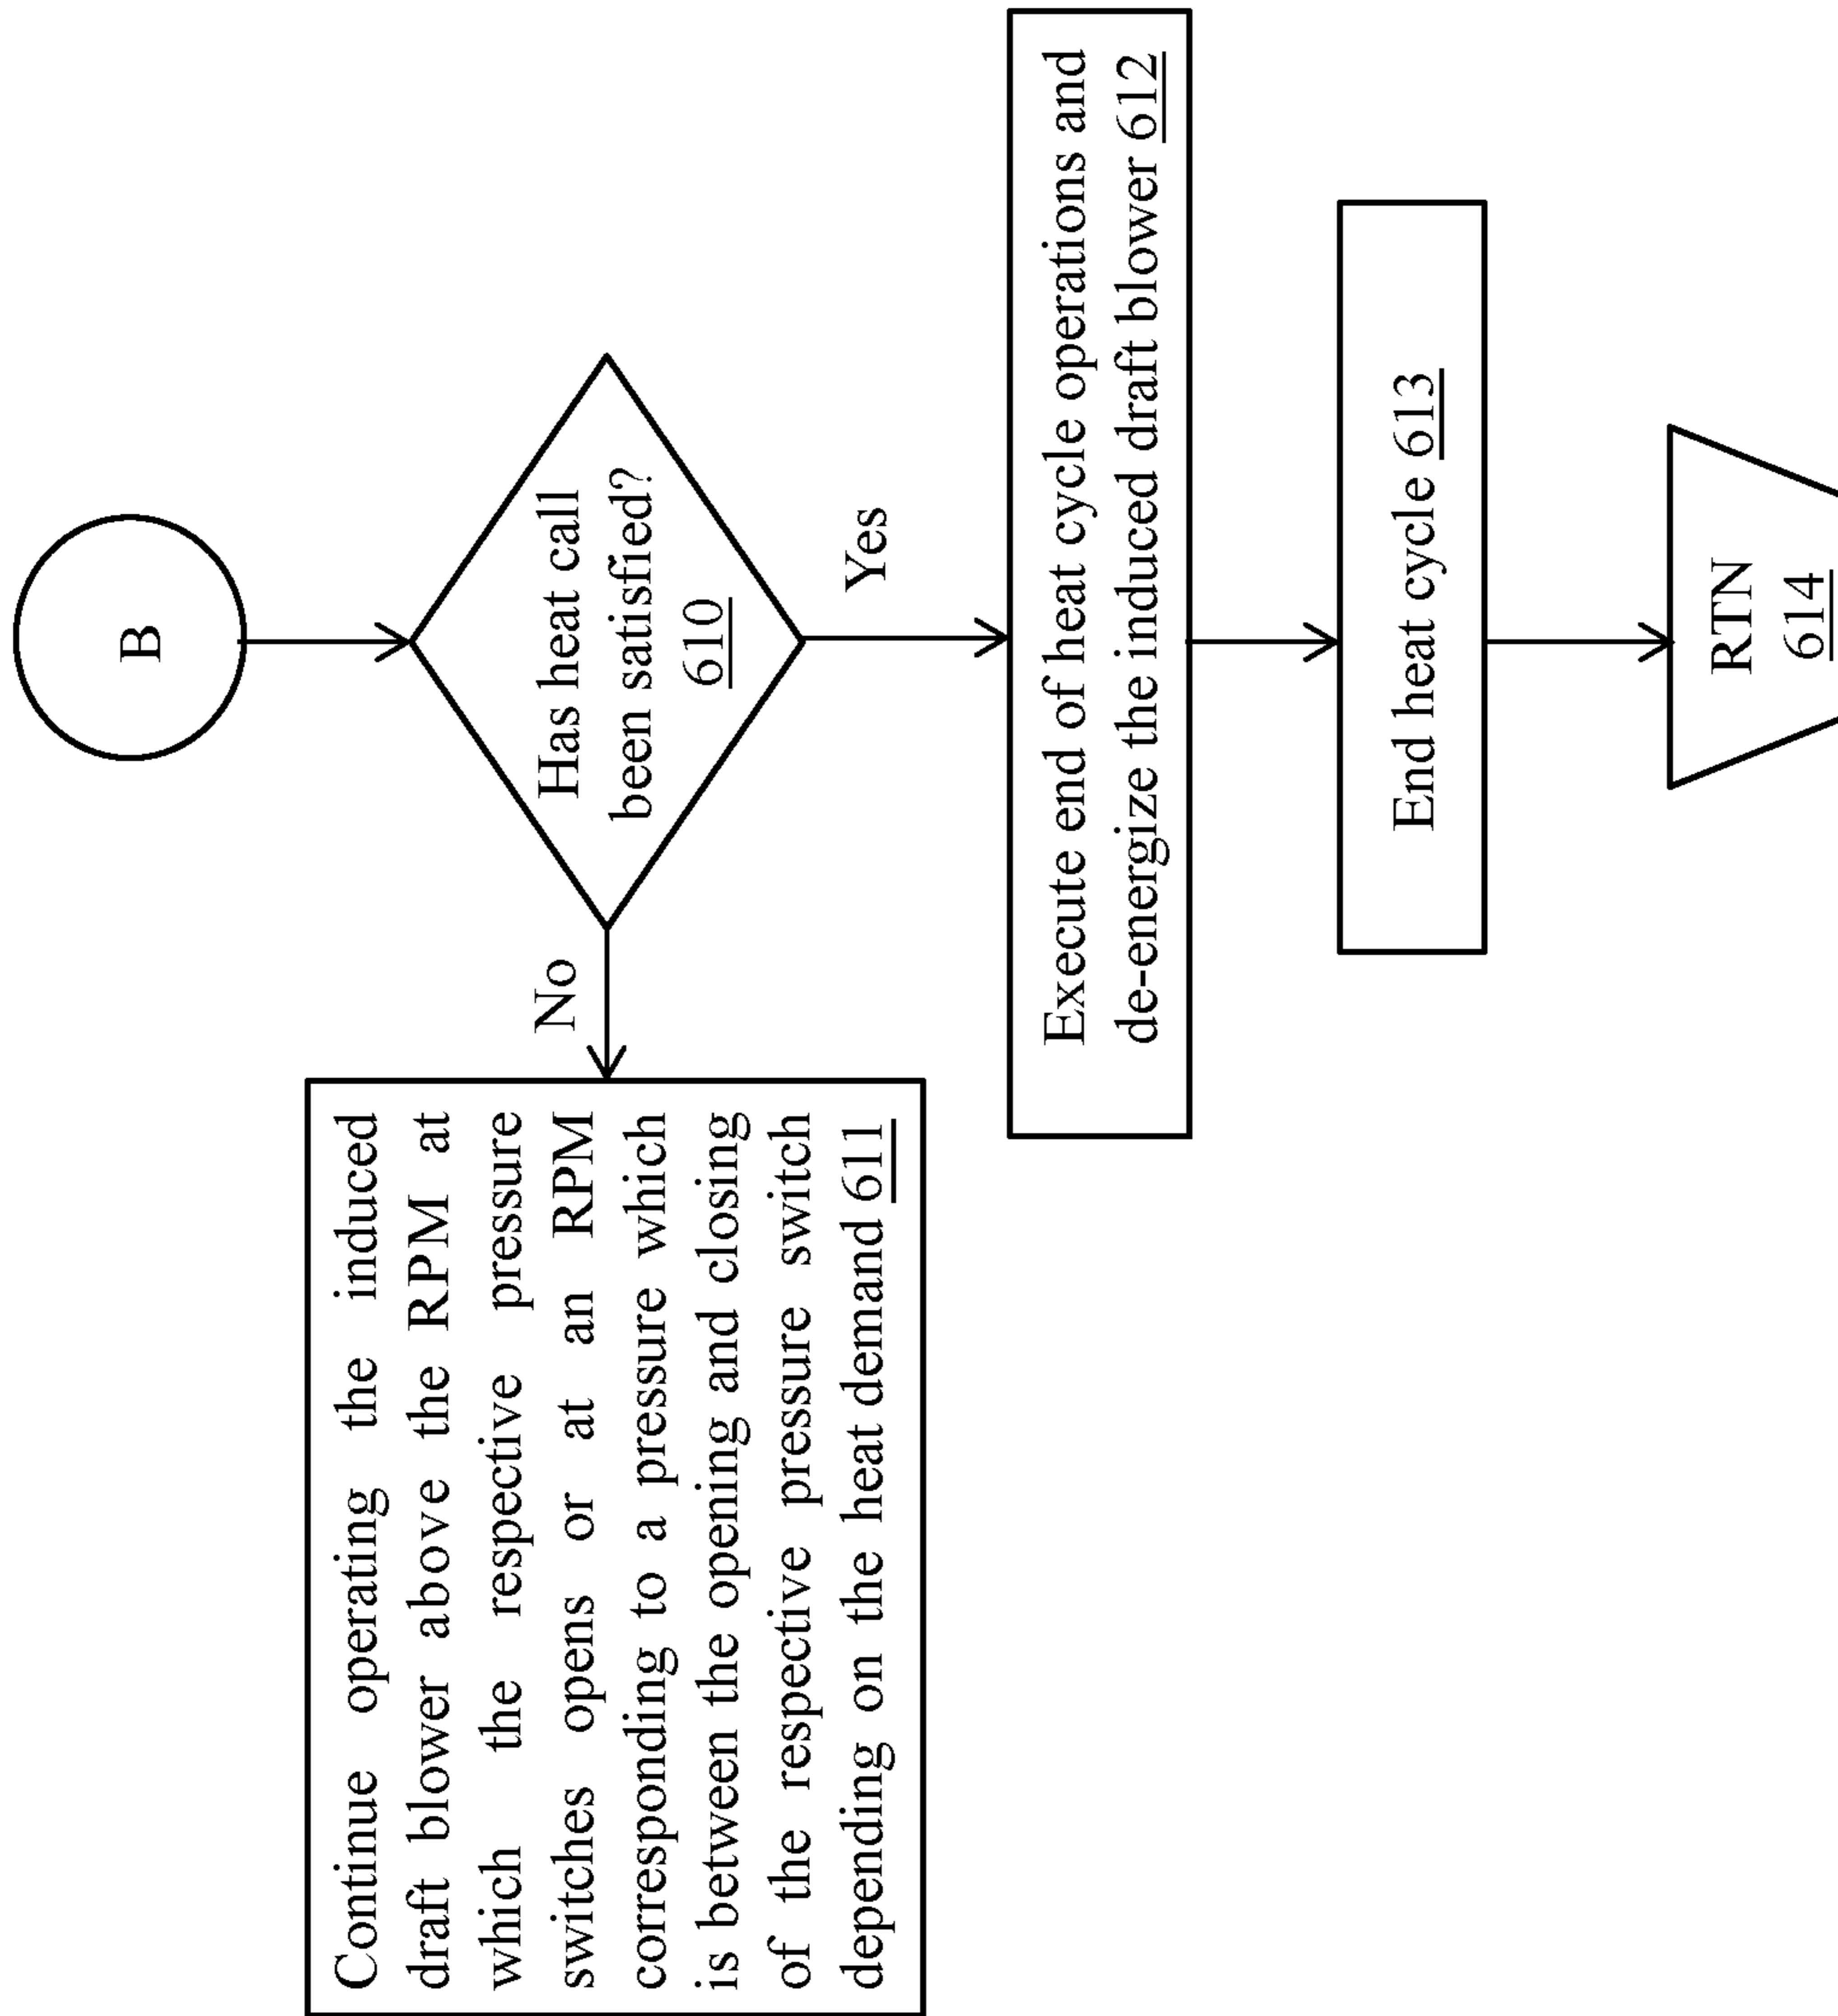 B
Has heat call
been satisfied?
610
No
Yes
Continue operating the induced
draft blower above the RPM at
which the respective pressure
switches opens or at an RPM
corresponding to a pressure which
is between the opening and closing
of the respective pressure switch
depending on the heat demand 611
Execute end of heat cycle operations and
de-energize the induced draft blower 612
End heat cycle 613
RTN
614